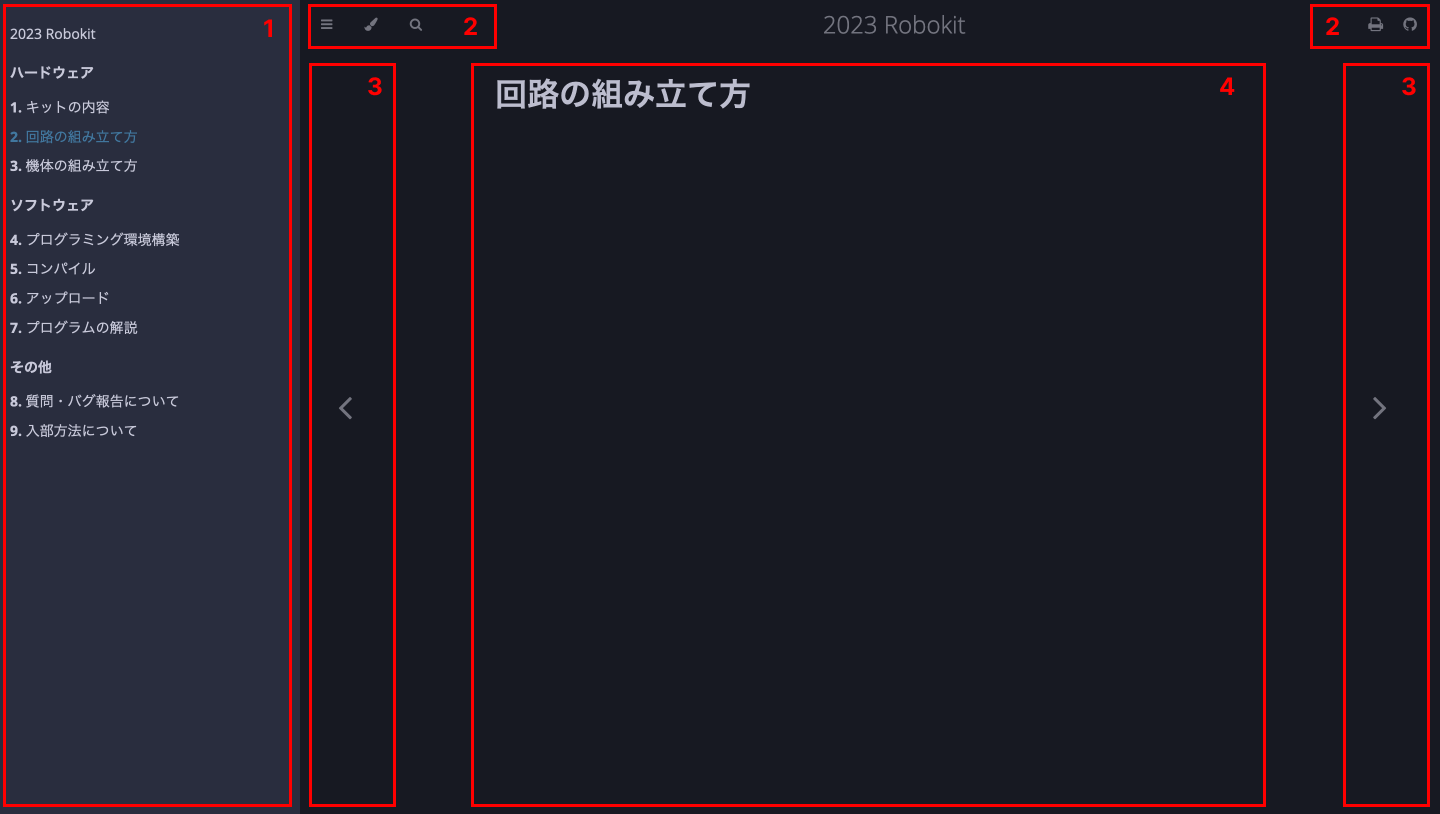 2023 Robokit
1
ハードウェア
1. キットの内容
2. 回路の組み立て方
3. 機体の組み立て方
ソフトウェア
4. プログラミング環境構築
5. コンパイル
6. アップロード
7. プログラムの解説
その他
8. 質問・バグ報告について
9. 入部方法について
2
2023 Robokit
2
3
回路の組み立て方
4
3